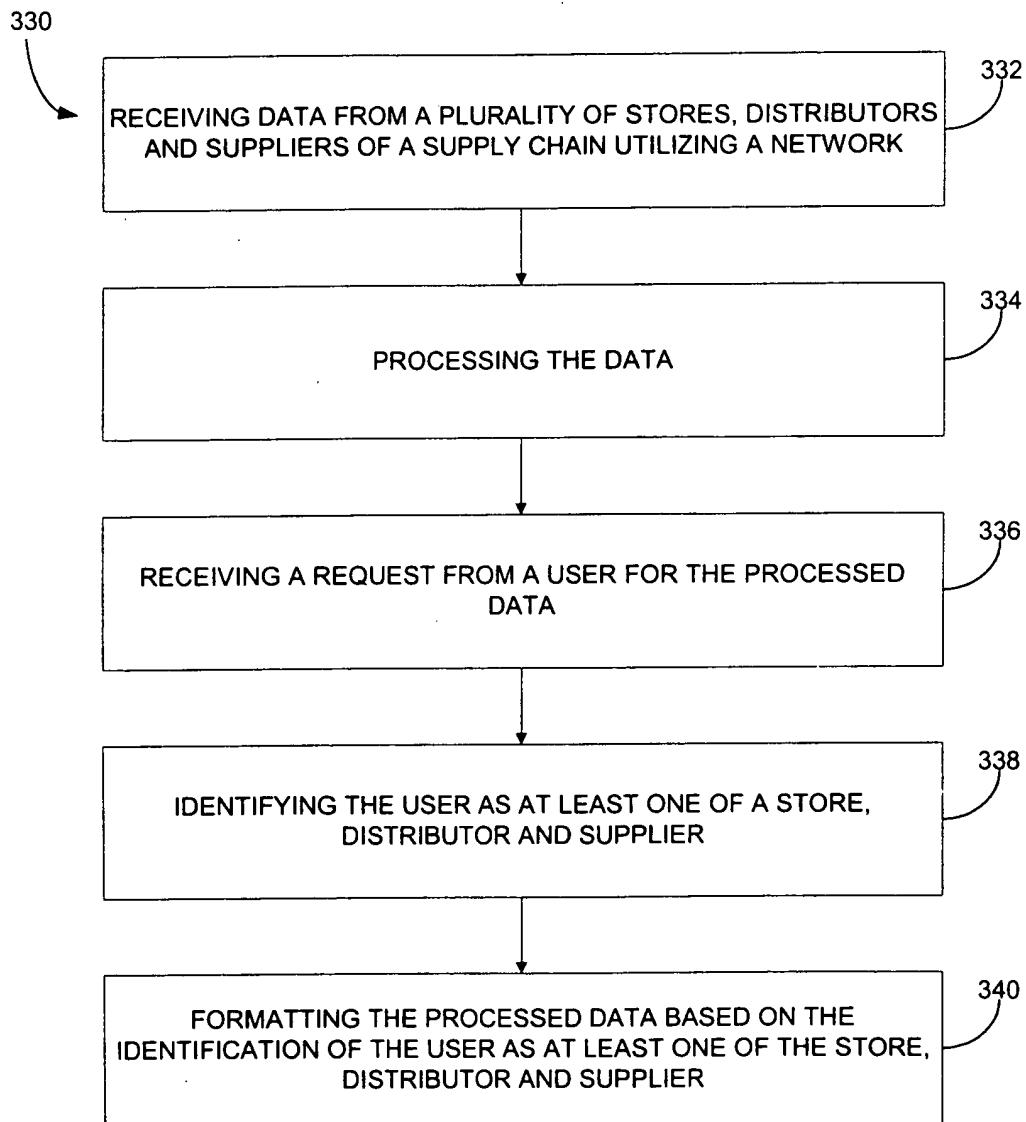 330
332
RECEIVING DATA FROM A PLURALITY OF STORES, DISTRIBUTORS
AND SUPPLIERS OF A SUPPLY CHAIN UTILIZING A NETWORK
334
PROCESSING THE DATA
336
RECEIVING A REQUEST FROM A USER FOR THE PROCESSED
DATA
338
IDENTIFYING THE USER AS AT LEAST ONE OF A STORE,
DISTRIBUTOR AND SUPPLIER
340
FORMATTING THE PROCESSED DATA BASED ON THE
IDENTIFICATION OF THE USER AS AT LEAST ONE OF THE STORE,
DISTRIBUTOR AND SUPPLIER